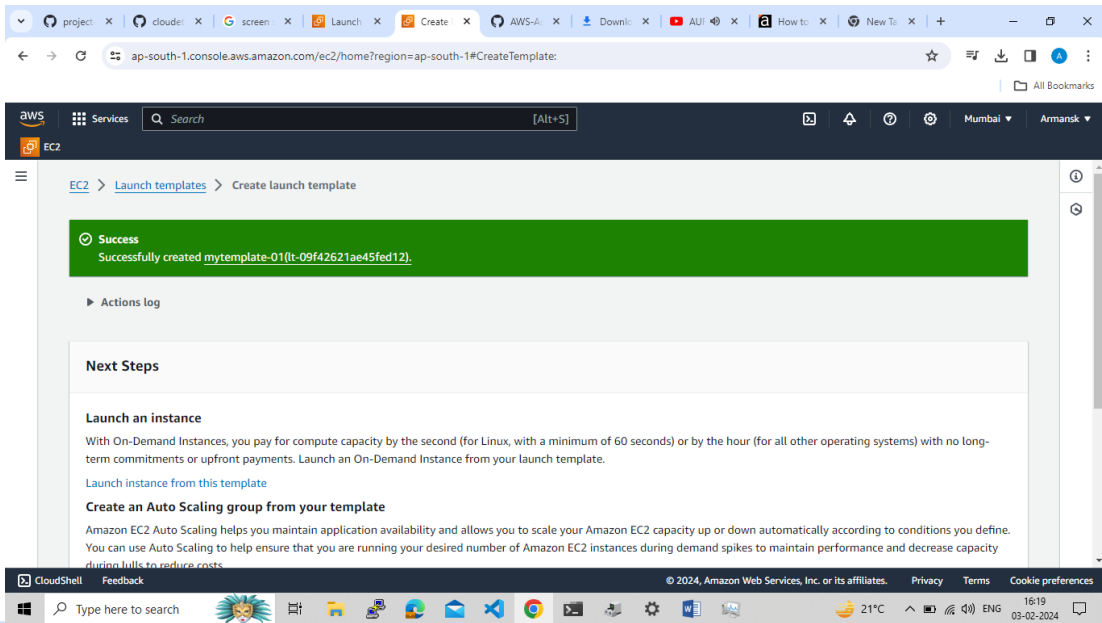 project-
cloudet
screen s
Launch
Create l
AWS-A
Downlo
AUI
How to
New Ta
ap-south-1.console.aws.amazon.com/ec2/home?region=ap-south-1#CreateTemplate:
A
All Bookmarks
aws
Services
Search
[Alt+S]
Mumbai
Armansk
EC2
EC2 > Launch templates > Create launch template
Success
Successfully created mytemplate-01(lt-09f42621ae45fed12).
Actions log
Next Steps
Launch an instance
With On-Demand Instances, you pay for compute capacity by the second (for Linux, with a minimum of 60 seconds) or by the hour (for all other operating systems) with no long-
term commitments or upfront payments. Launch an On-Demand Instance from your launch template.
Launch instance from this template
Create an Auto Scaling group from your template
Amazon EC2 Auto Scaling helps you maintain application availability and allows you to scale your Amazon EC2 capacity up or down automatically according to conditions you define.
You can use Auto Scaling to help ensure that you are running your desired number of Amazon EC2 instances during demand spikes to maintain performance and decrease capacity
during lulls to reduce costs
CloudShell Feedback © 2024, Amazon Web Services, Inc. or its affiliates. Privacy Terms Cookie preferences
Type here to search
21°C
ENG
16:19
03-02-2024